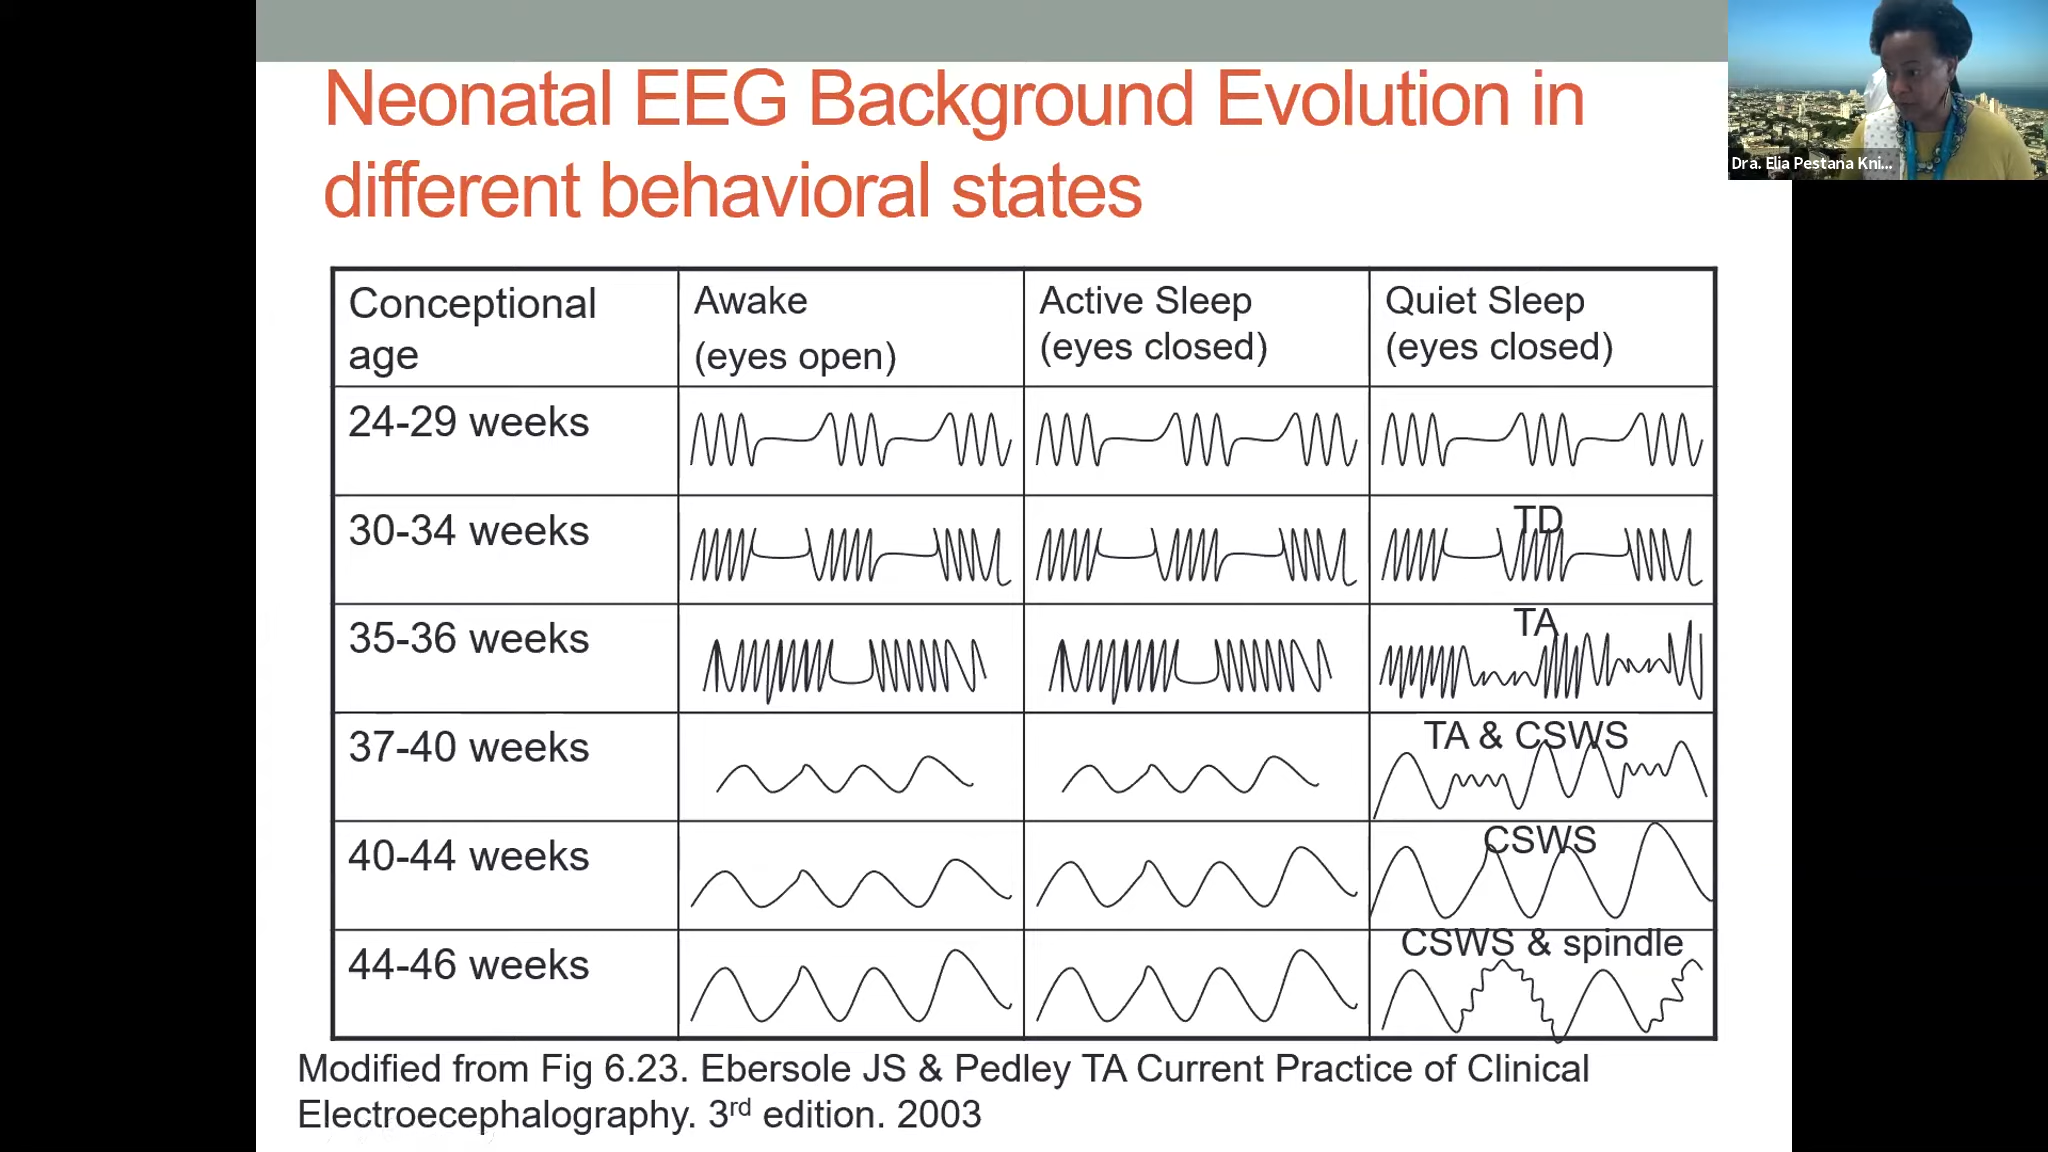 Neonatal EEG Background Evolution in
different behavioral states
Dra. Elia Pestana Kni...
Conceptional
age
Awake
(eyes open)
Active Sleep
(eyes closed)
Quiet Sleep
(eyes closed)
24-29 weeks
30-34 weeks
TD
35-36 weeks
TA
37-40 weeks
TA & CSWS
40-44 weeks
CSWS
44-46 weeks
CSWS & spindle
Modified from Fig 6.23. Ebersole JS & Pedley TA Current Practice of Clinical
Electroecephalography. 3rd edition. 2003